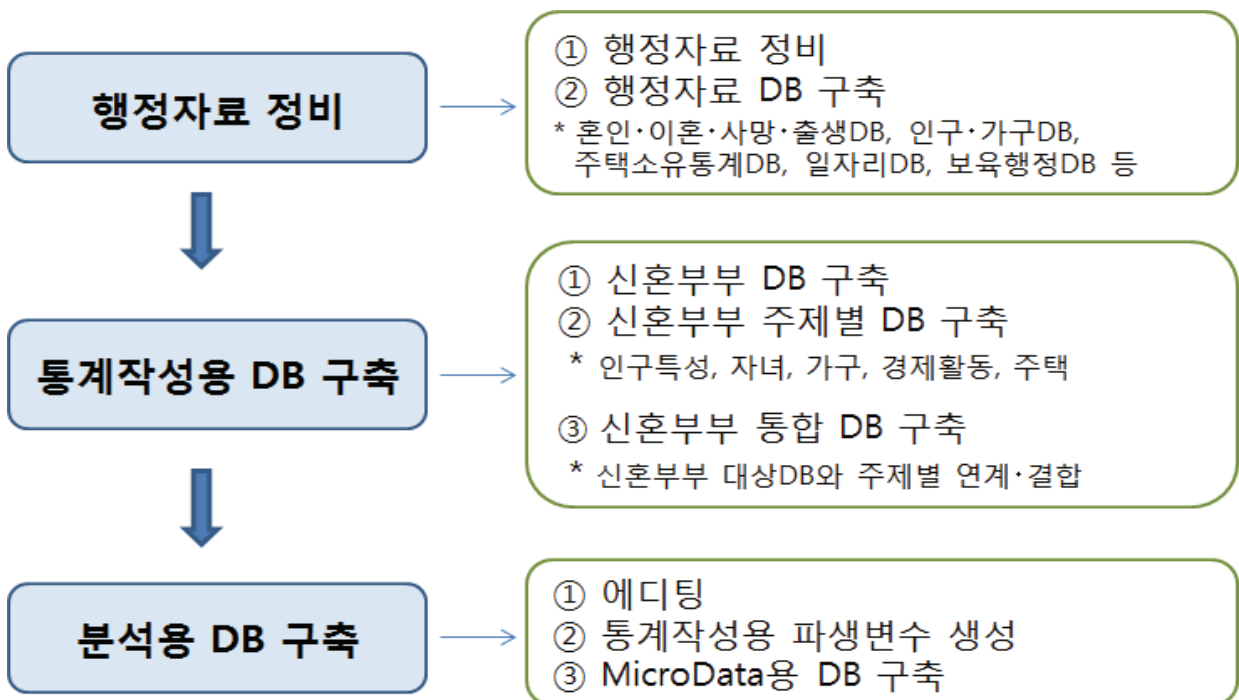 행정자료 정비
① 행정자료 정비
② 행정자료 DB 구축
* 혼인·이혼·사망·출생DB, 인구·가구DB,
주택소유통계DB, 일자리DB, 보육행정DB 등
통계작성용 DB 구축
① 신혼부부 DB 구축
② 신혼부부 주제별 DB 구축
* 인구특성, 자녀, 가구, 경제활동, 주택
③ 신혼부부 통합 DB 구축
* 신혼부부 대상DB와 주제별 연계·결합
분석용 DB 구축
① 에디팅
② 통계작성용 파생변수 생성
③ MicroData용 DB 구축